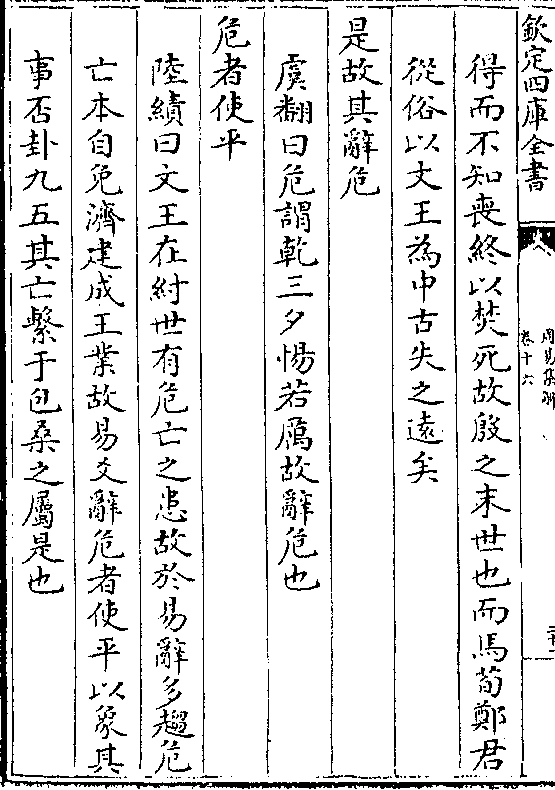 欽定四庫全書
周易集解
卷十六
得而不知喪終以焚死故殷之末世也而馬荀鄭君
從俗以文王為中古失之遠矣
是故其辭危
虞翻曰危謂乾三夕惕若厲故辭危也
危者使平
陸績曰文王在紂世有危亡之患故於易辭多趨危
亡本自免濟建成王業故易爻辭危者使平以象其
事否卦九五其亡繫于包桑之屬是也